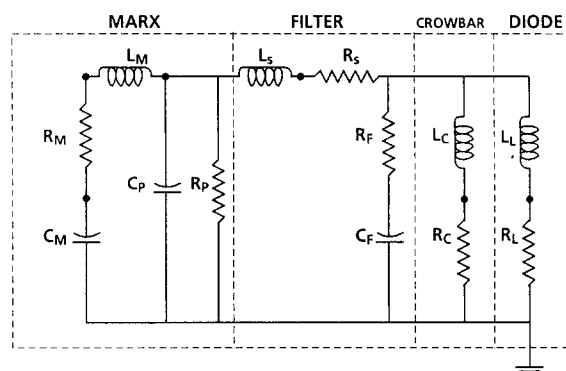 MARX FILTER CROWBAR DIODE
L_M L_s R_s
R_M R_F L_C L_L
C_P R_P
C_M C_F R_C R_L